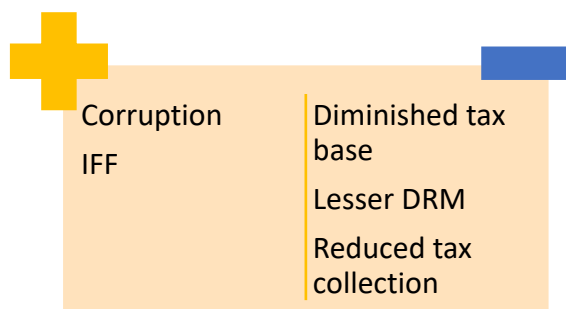 Corruption
IFF
Diminished tax
base
Lesser DRM
Reduced tax
collection